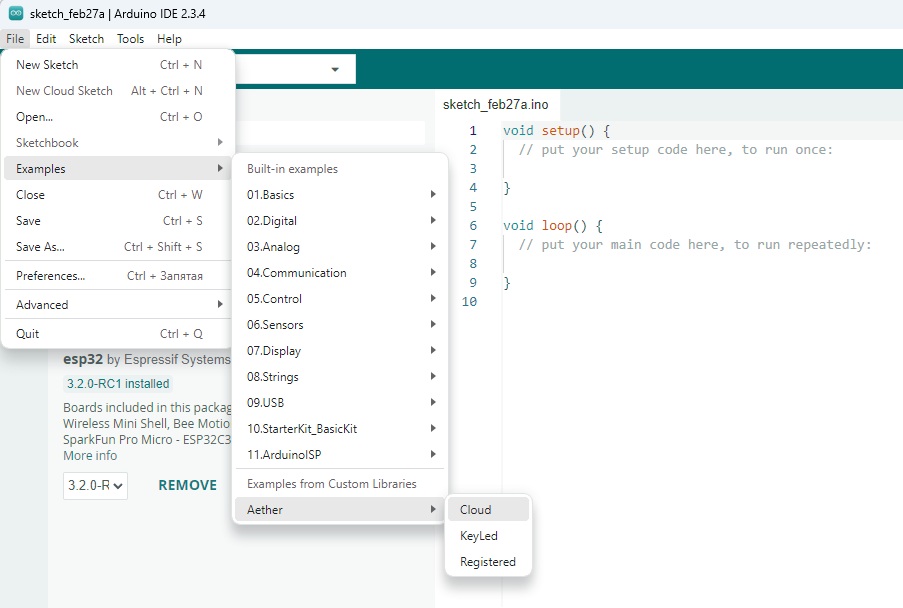 sketch_feb27a | Arduino IDE 2.3.4
File Edit Sketch Tools Help
New Sketch Ctrl + N
New Cloud Sketch Alt + Ctrl + N
Open... Ctrl + O
Sketchbook
Examples
Close Ctrl + W
Save Ctrl + S
Save As... Ctrl + Shift + S
Preferences... Ctrl + Запятая
Advanced
Quit Ctrl + Q
Built-in examples
01.Basics
02.Digital
03.Analog
04.Communication
05.Control
06.Sensors
07.Display
08.Strings
09.USB
10.StarterKit_BasicKit
11.ArduinoISP
Examples from Custom Libraries
Aether
Cloud
KeyLed
Registered
esp32 by Espressif Systems
3.2.0-RC1 installed
Boards included in this packag
Wireless Mini Shell, Bee Motio
SparkFun Pro Micro - ESP32C3
More info
3.2.0-R REMOVE
sketch_feb27a.ino
1 void setup() {
2 // put your setup code here, to run once:
3
4 }
5
6 void loop() {
7 // put your main code here, to run repeatedly:
8
9 }
10